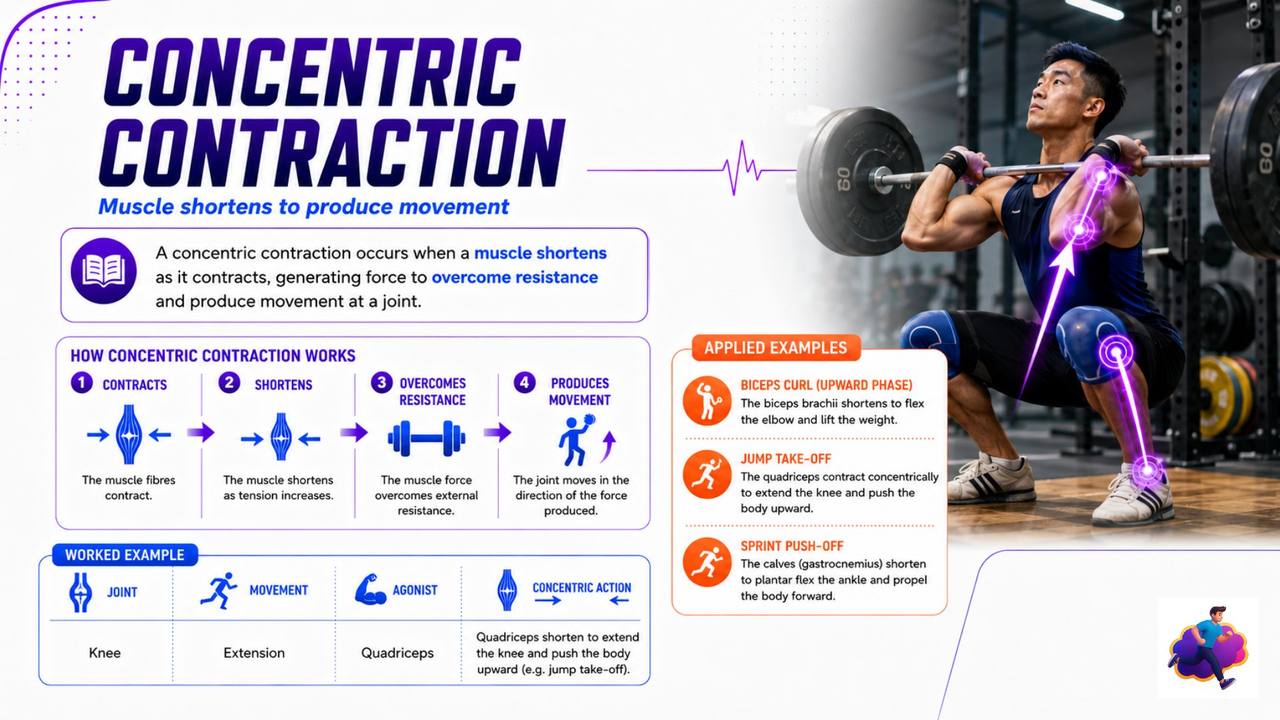 CONCENTRIC
CONTRACTION
Muscle shortens to produce movement
A concentric contraction occurs when a muscle shortens
as it contracts, generating force to overcome resistance
and produce movement at a joint.
HOW CONCENTRIC CONTRACTION WORKS
1 CONTRACTS
The muscle fibres
contract.
2 SHORTENS
The muscle shortens
as tension increases.
3 OVERCOMES
RESISTANCE
The muscle force
overcomes external
resistance.
4 PRODUCES
MOVEMENT
The joint moves in the
direction of the force
produced.
WORKED EXAMPLE
JOINT
MOVEMENT
AGONIST
CONCENTRIC ACTION
Knee
Extension
Quadriceps
Quadriceps shorten to extend
the knee and push the body
upward (e.g. jump take-off).
APPLIED EXAMPLES
BICEPS CURL (UPWARD PHASE)
The biceps brachii shortens to flex
the elbow and lift the weight.
JUMP TAKE-OFF
The quadriceps contract concentrically
to extend the knee and push the
body upward.
SPRINT PUSH-OFF
The calves (gastrocnemius) shorten
to plantar flex the ankle and propel
the body forward.
60
60